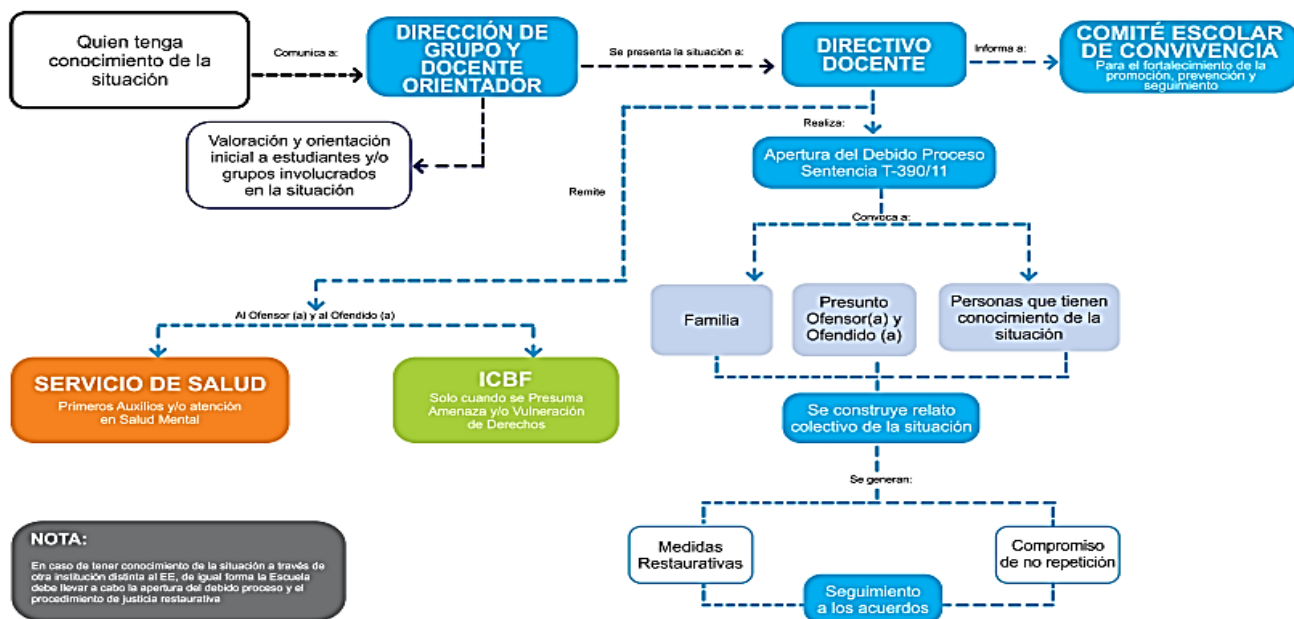 Quien tenga
conocimiento de la
situación
Comunica a:
DIRECCIÓN DE
GRUPO Y
DOCENTE
ORIENTADOR
Se presenta la situación a:
DIRECTIVO
DOCENTE
Informa a:
COMITÉ ESCOLAR
DE CONVIVENCIA
Para el fortalecimiento de la
promoción, prevención y
seguimiento
Valoración y orientación
inicial a estudiantes y/o
grupos involucrados
en la situación
Remite
Realiza:
Apertura del Debido Proceso
Sentencia T-390/11
Convoca a:
Familia
Presunto
Ofensor(a) y
Ofendido (a)
Personas que tienen
conocimiento de la
situación
Al Ofensor (a) y al Ofendido (a)
SERVICIO DE SALUD
Primeros Auxilios y/o atención
en Salud Mental
ICBF
Solo cuando se Presuma
Amenaza y/o Vulneración
de Derechos
Se construye relato
colectivo de la situación
Se generan:
Medidas
Restaurativas
Compromiso
de no repetición
Seguimiento
a los acuerdos
NOTA:
En caso de tener conocimiento de la situación a través de
otra institución distinta al EE, de igual forma la Escuela
debe llevar a cabo la apertura del debido proceso y el
procedimiento de justicia restaurativa